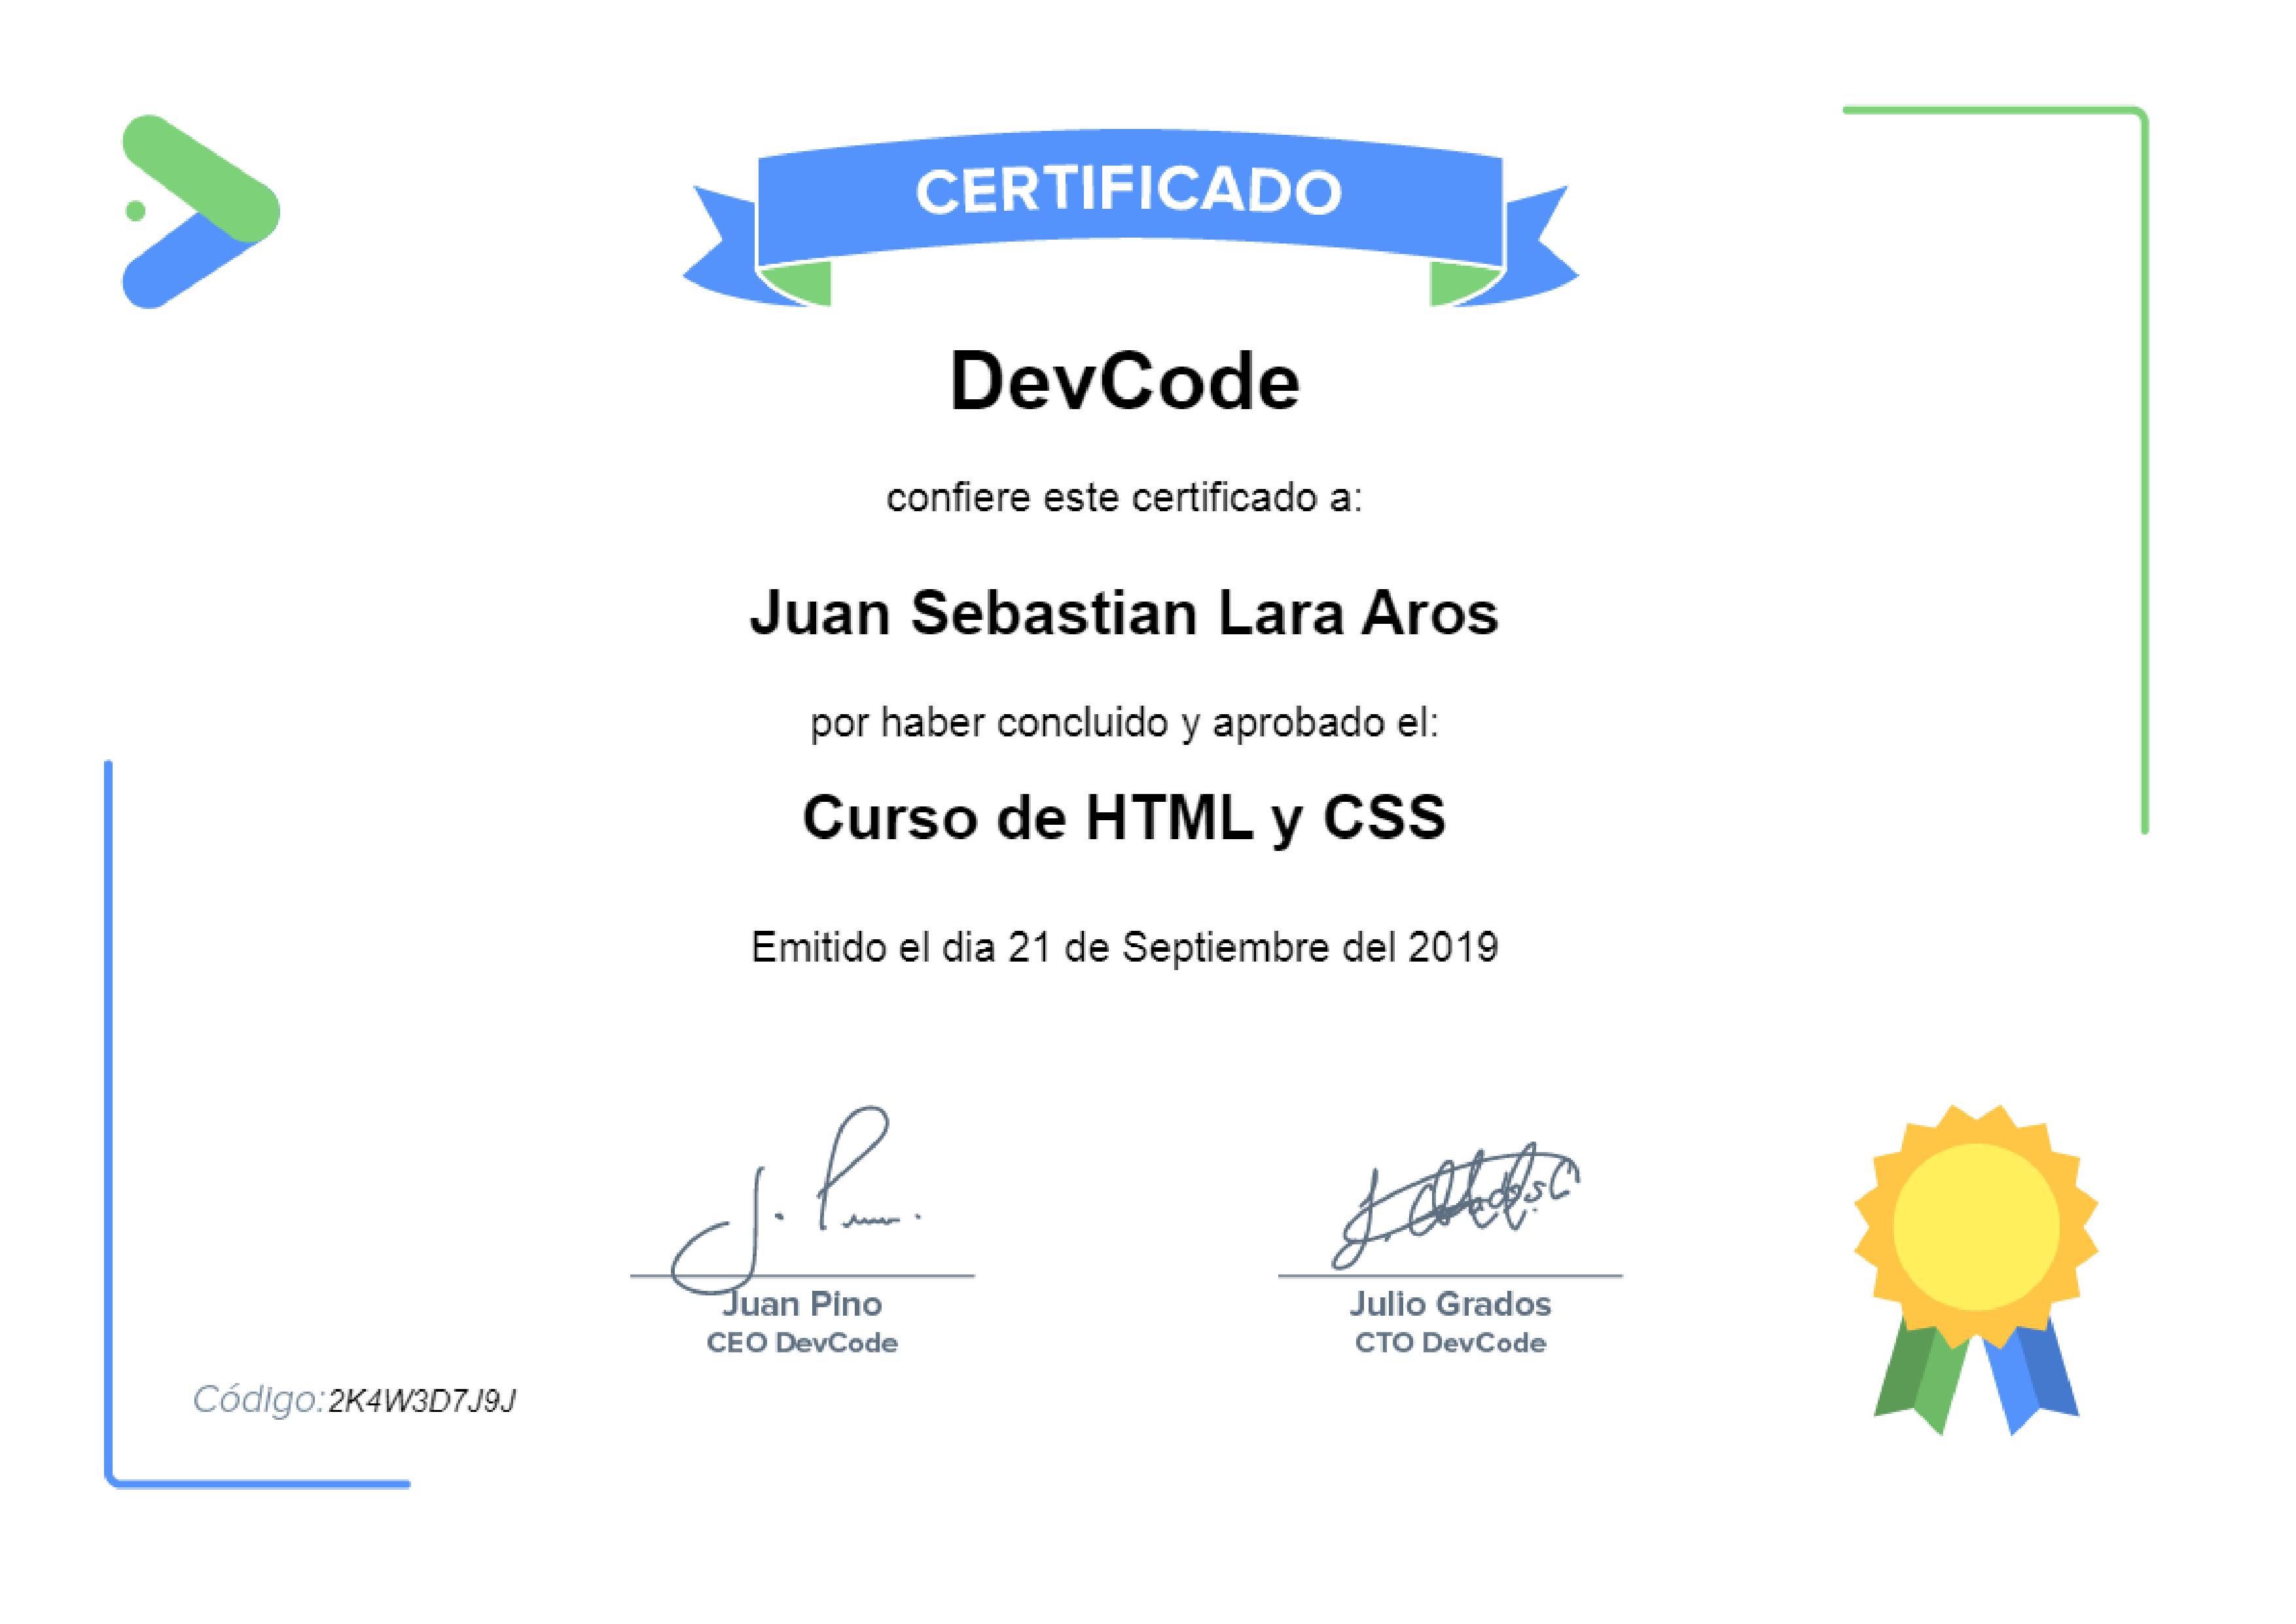 CERTIFICADO
DevCode
confiere este certificado a:
Juan Sebastian Lara Aros
por haber concluido y aprobado el:
Curso de HTML y CSS
Emitido el dia 21 de Septiembre del 2019
Juan Pino
CEO DevCode
Julio Grados
CTO DevCode
Código: 2K4W3D7J9J